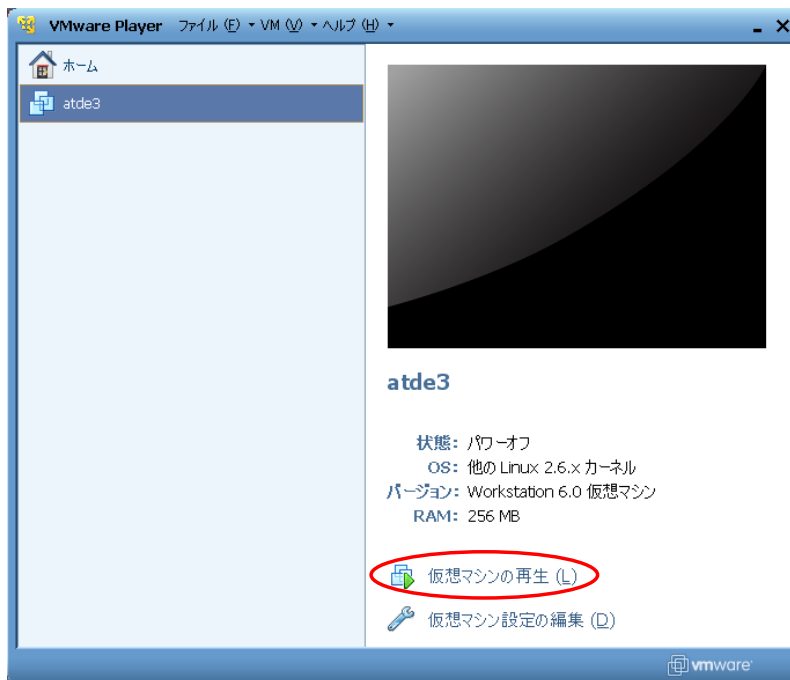 VMware Player ファイル (F) VM (V) ヘルプ (H)
ホーム
atde3
atde3
状態: パワーオフ
OS: 他の Linux 2.6.x カーネル
バージョン: Workstation 6.0 仮想マシン
RAM: 256 MB
仮想マシンの再生 (L)
仮想マシン設定の編集 (D)
vmware